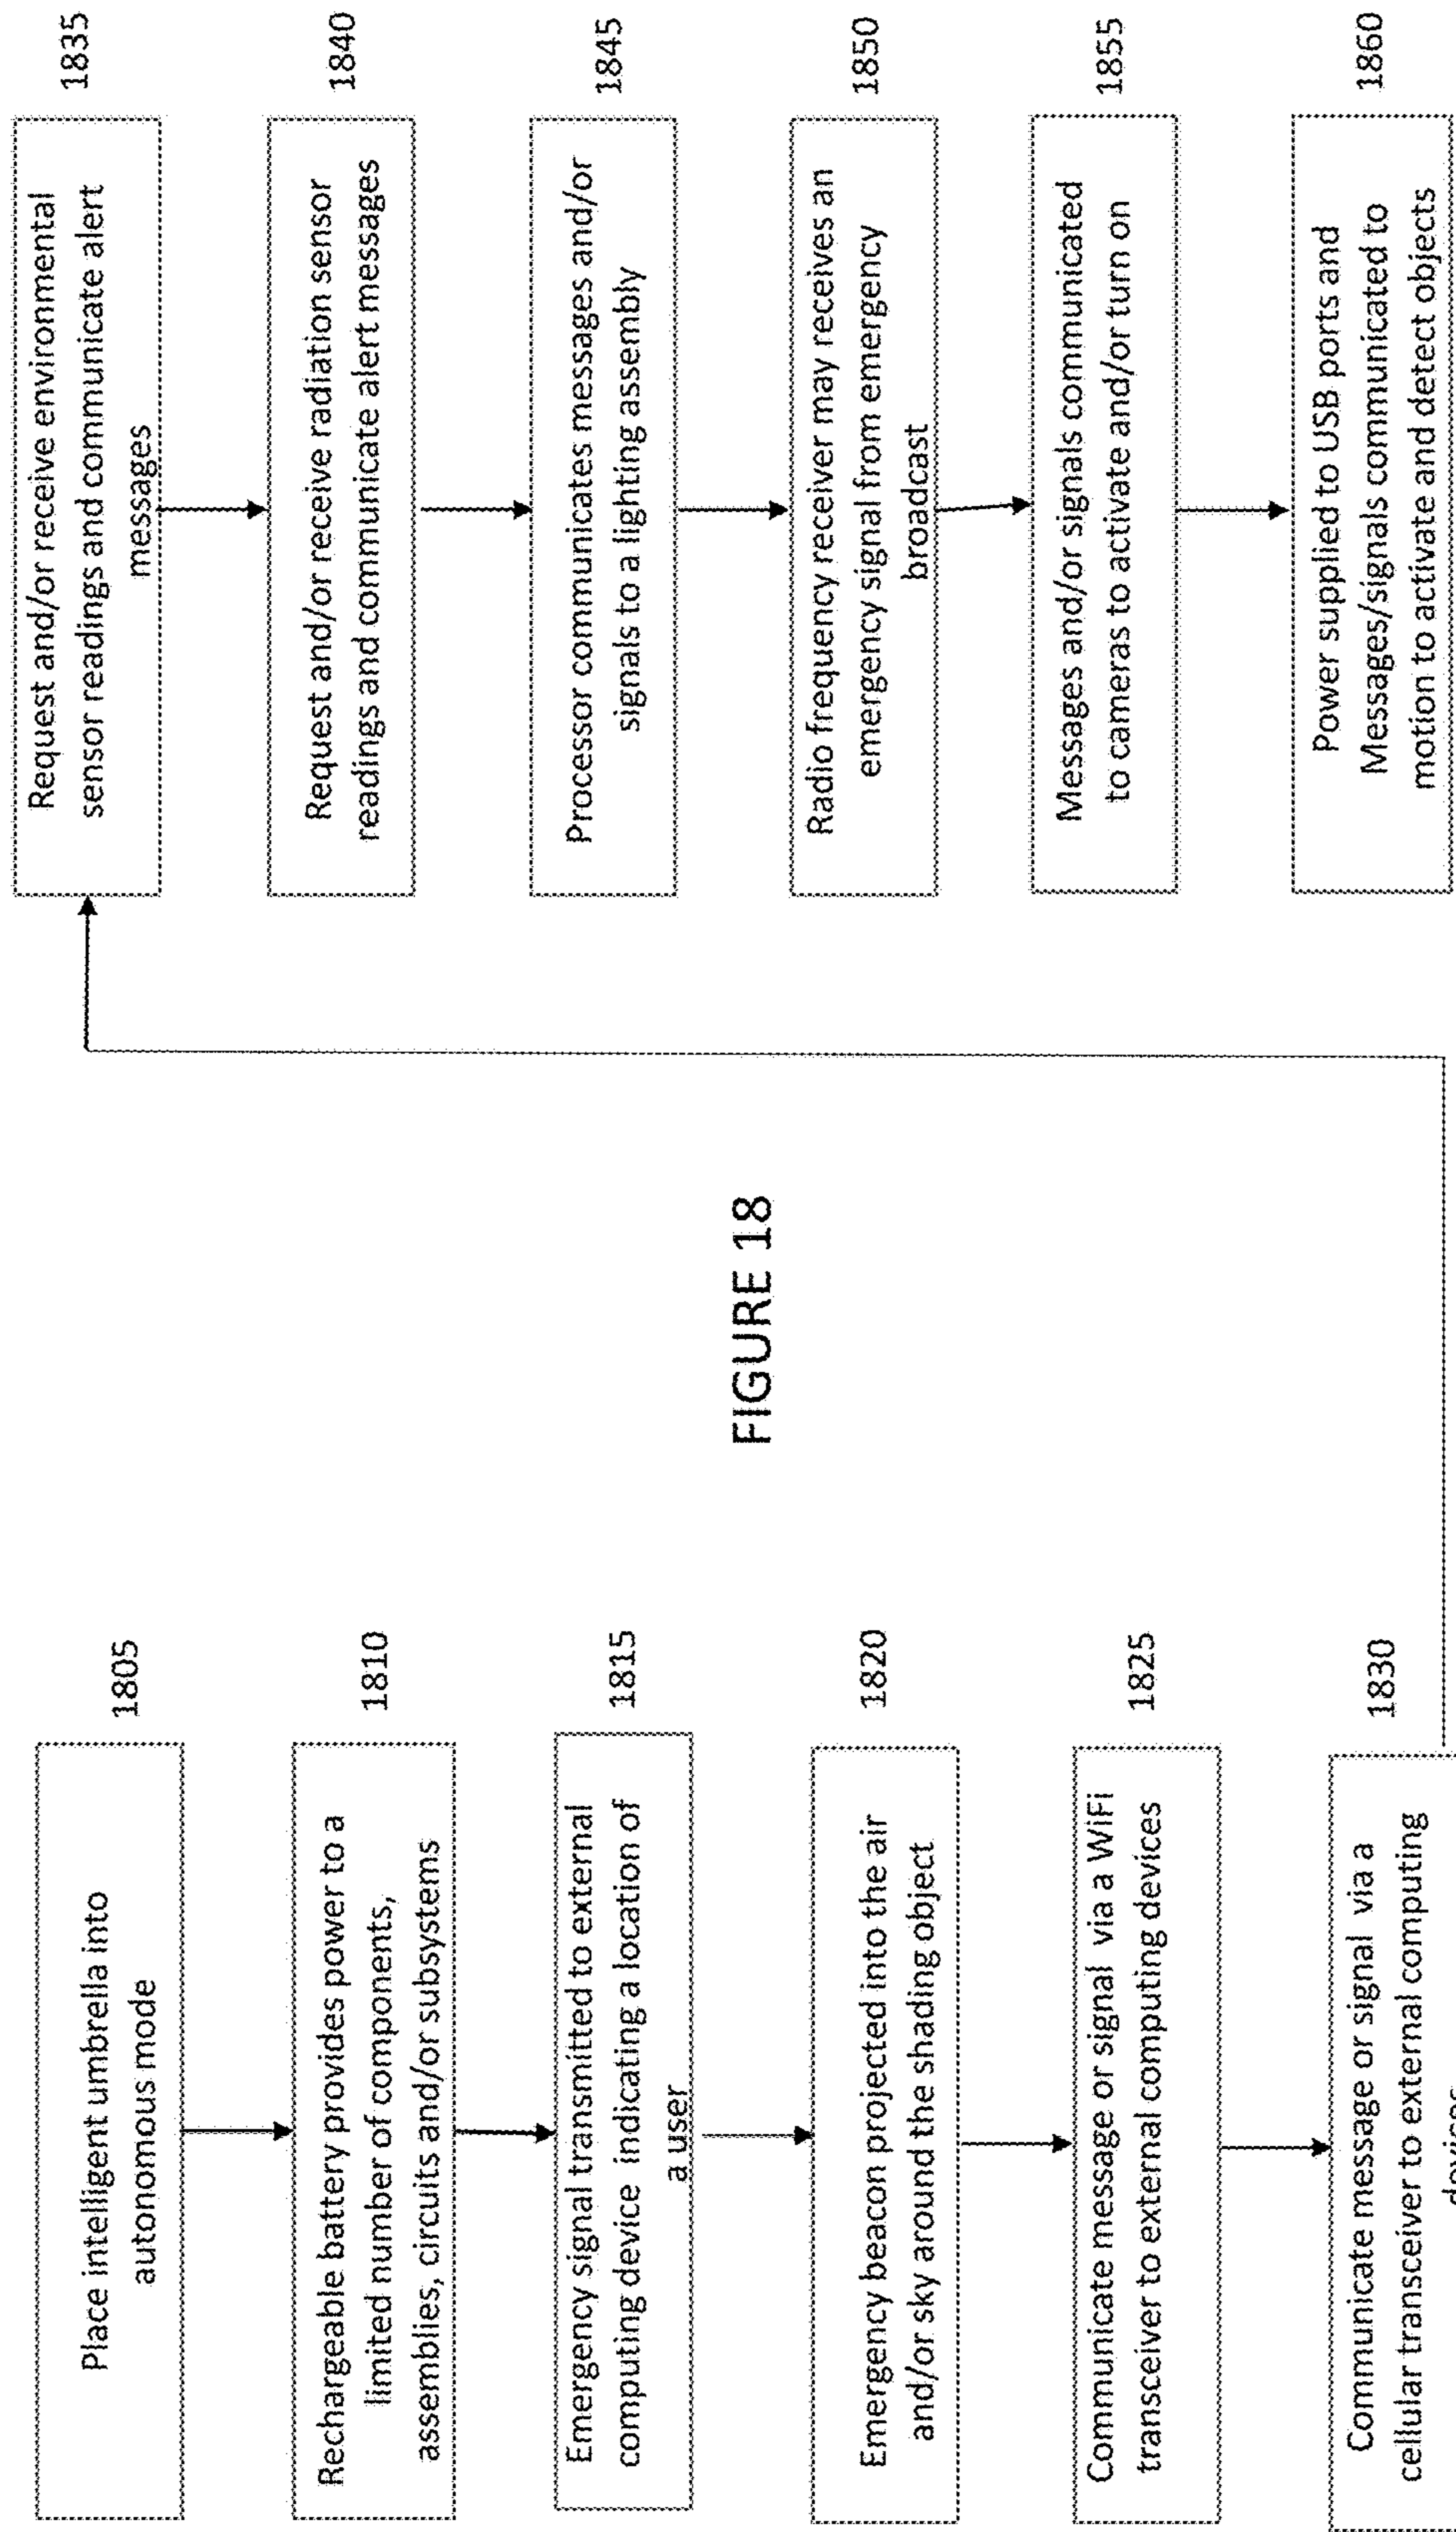 Place intelligent umbrella into
autonomous mode
1805
Rechargeable battery provides power to a
limited number of components,
assemblies, circuits and/or subsystems
1810
Emergency signal transmitted to external
computing device indicating a location of
a user
1815
Emergency beacon projected into the air
and/or sky around the shading object
1820
Communicate message or signal via a WiFi
transceiver to external computing devices
1825
Communicate message or signal via a
cellular transceiver to external computing
devices
1830
FIGURE 18
Request and/or receive environmental
sensor readings and communicate alert
messages
1835
Request and/or receive radiation sensor
readings and communicate alert messages
1840
Processor communicates messages and/or
signals to a lighting assembly
1845
Radio frequency receiver may receives an
emergency signal from emergency
broadcast
1850
Messages and/or signals communicated
to cameras to activate and/or turn on
1855
Power supplied to USB ports and
Messages/signals communicated to
motion to activate and detect objects
1860